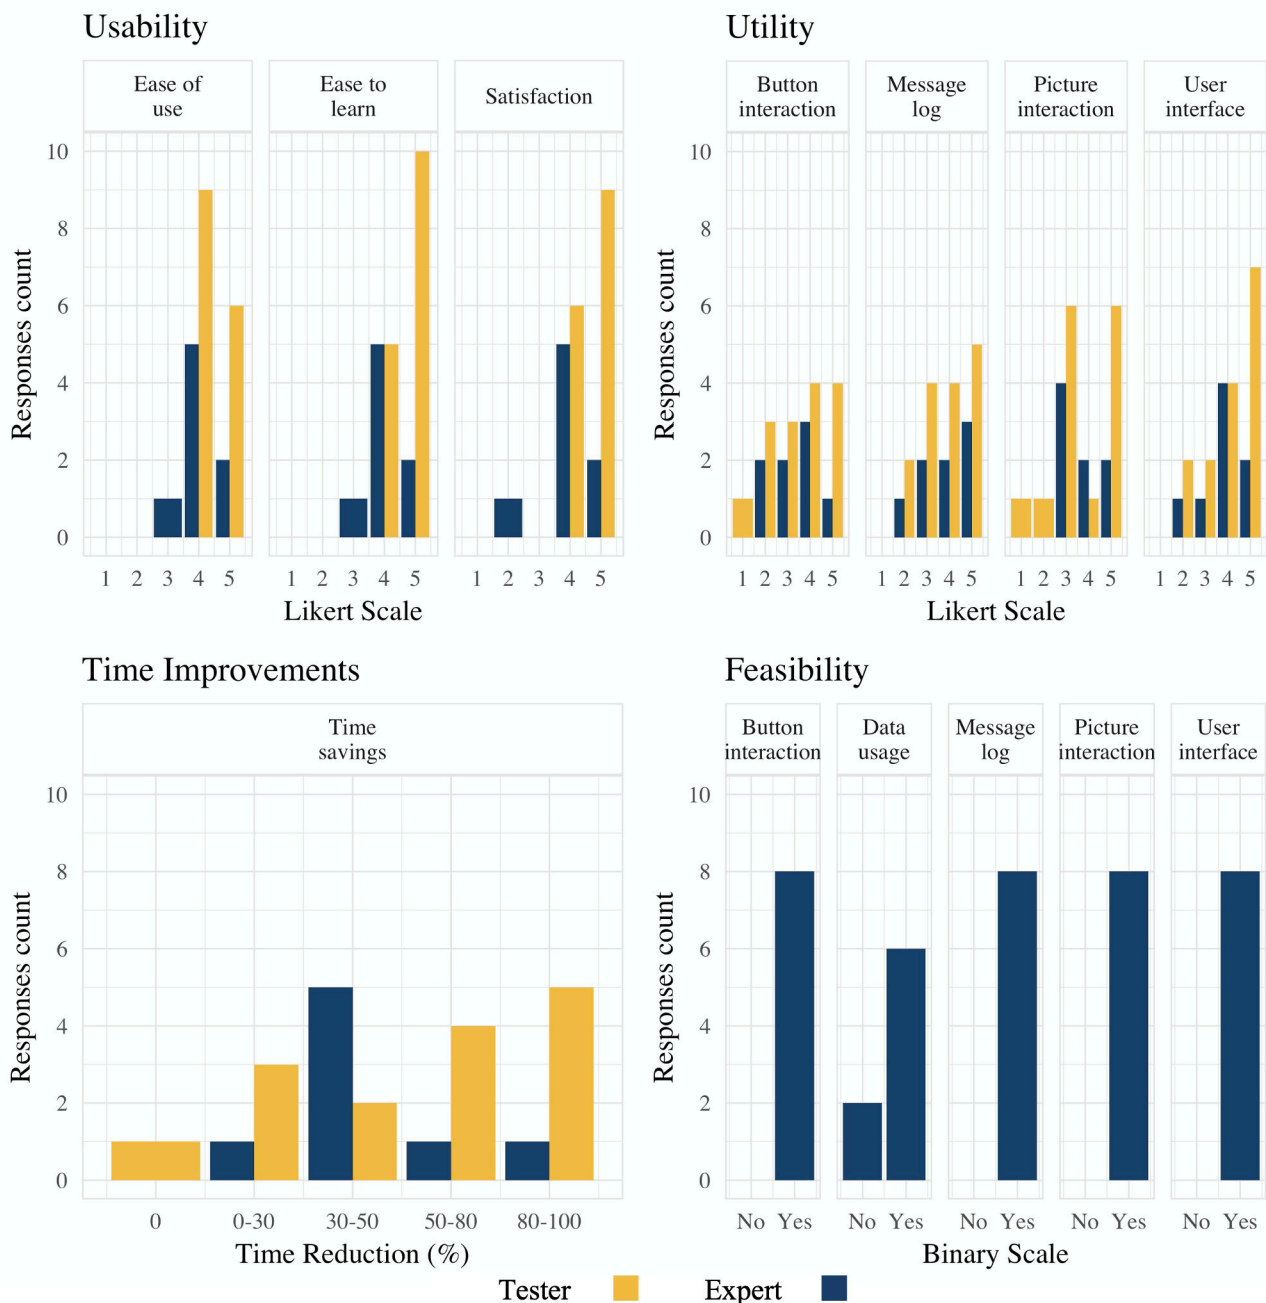 Usability
Ease of
use
Ease to
learn
Satisfaction
Responses count
10
8
6
4
2
0
1 2 3 4 5
1 2 3 4 5
1 2 3 4 5
Likert Scale
Utility
Button
interaction
Message
log
Picture
interaction
User
interface
Responses count
10
8
6
4
2
0
1 2 3 4 5
1 2 3 4 5
1 2 3 4 5
1 2 3 4 5
Likert Scale
Time Improvements
Time
savings
Responses count
10
8
6
4
2
0
0 0-30 30-50 50-80 80-100
Time Reduction (%)
Feasibility
Button
interaction
Data
usage
Message
log
Picture
interaction
User
interface
Responses count
10
8
6
4
2
0
No Yes
No Yes
No Yes
No Yes
No Yes
Binary Scale
Tester Expert